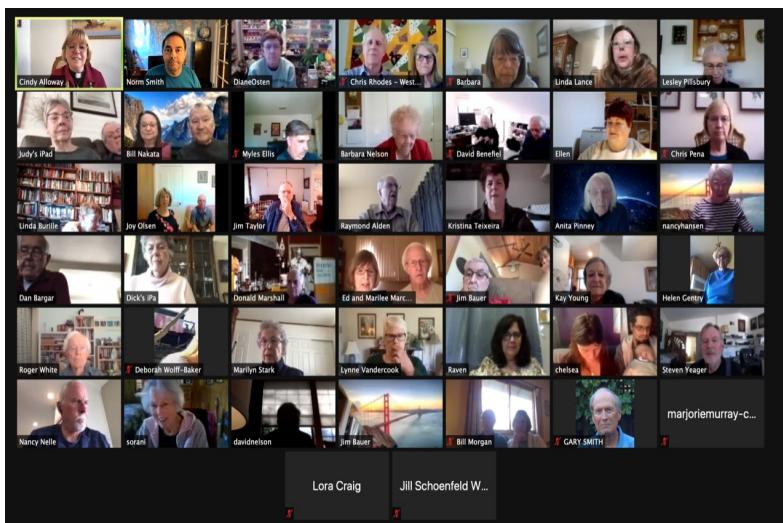 Cindy Alloway
Norm Smith
DianeOsten
Chris Rhodes - West...
Barbara
Linda Lance
Lesley Pillsbury
Judy's iPad
Bill Nakata
Myles Ellis
Barbara Nelson
David Benefiel
Ellen
Chris Pena
Linda Burille
Joy Olsen
Jim Taylor
Raymond Alden
Kristina Teixeira
Anita Pinney
nancyhansen
Dan Bargar
Dick's iPa
Donald Marshall
Ed and Marilee Marc...
Jim Bauer
Kay Young
Helen Gentry
Roger White
Deborah Wolff-Baker
Marilyn Stark
Lynne Vandercook
Raven
chelsea
Steven Yeager
Nancy Nelle
sorani
davidnelson
Jim Bauer
Bill Morgan
GARY SMITH
marjoriemurray-c...
Lora Craig
Jill Schoenfeld W...